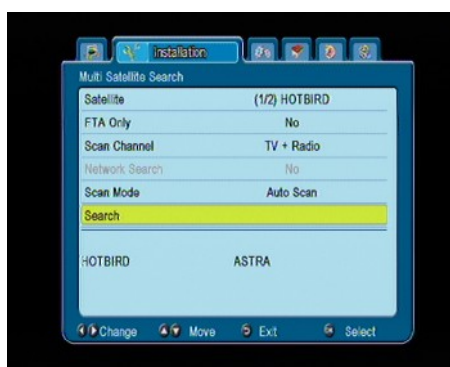 Installation
Multi Satellite Search
Satellite (1/2) HOTBIRD
FTA Only No
Scan Channel TV + Radio
Network Search No
Scan Mode Auto Scan
Search
HOTBIRD ASTRA
Change Move Exit Select